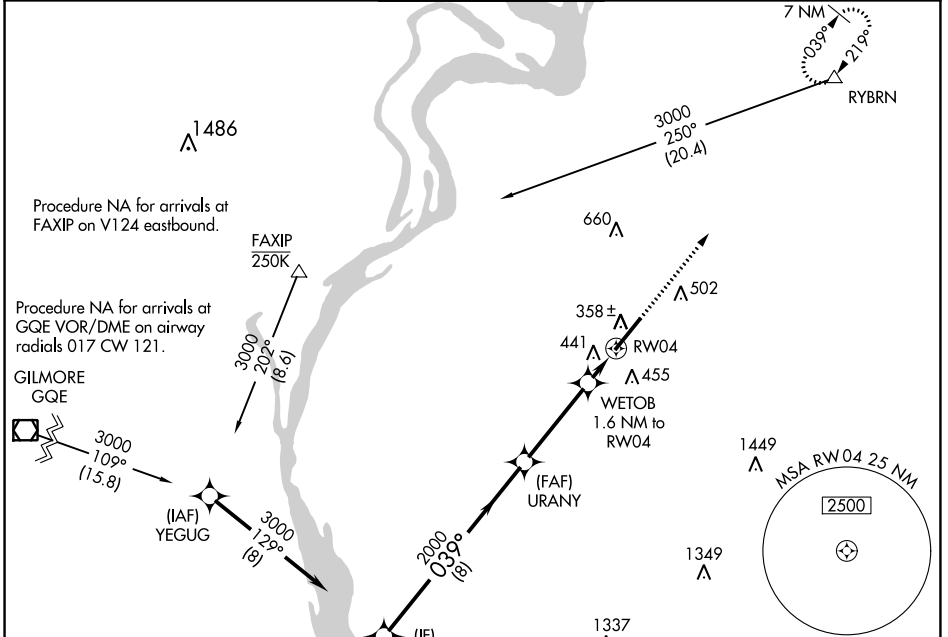 7 NM
039°
219°
RYBRN
3000
250°
(20.4)
1486
Procedure NA for arrivals at
FAXIP on V124 eastbound.
660
FAXIP
250K
502
Procedure NA for arrivals at
GQE VOR/DME on airway
radials 017 CW 121.
358 ±
441
RW04
3000
202°
(8.6)
GILMORE
GQE
455
WETOB
1.6 NM to
RW04
3000
109°
(15.8)
1449
MSA RW 04 25 NM
2500
(FAF)
URANY
(IAF)
YEGUG
3000
129°
(8)
2000
039°
(8)
1349
1337
(IF)